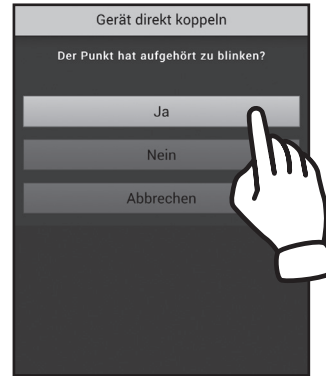 Gerät direkt koppeln
Der Punkt hat aufgehört zu blinken?
Ja
Nein
Abbrechen